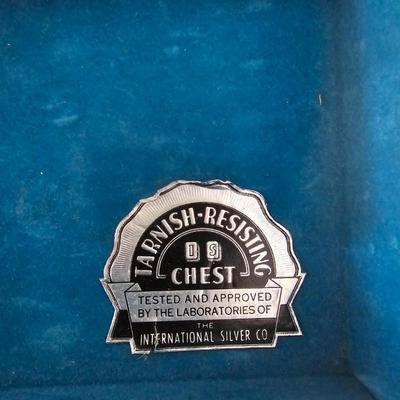 TARNISH-RESISTING
IS
CHEST
TESTED AND APPROVED
BY THE LABORATORIES OF
THE
INTERNATIONAL SILVER CO